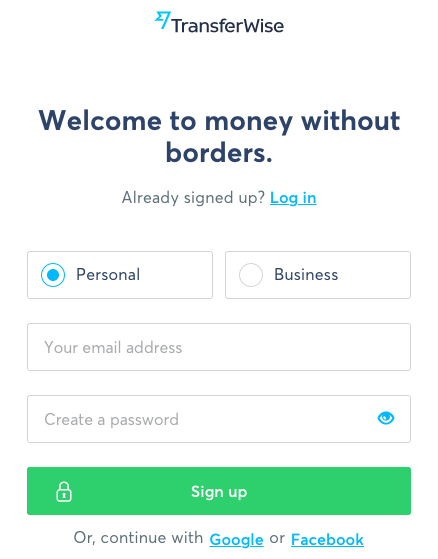 TransferWise
Welcome to money without
borders.
Already signed up? Log in
Personal
Business
Your email address
Create a password
Sign up
Or, continue with Google or Facebook